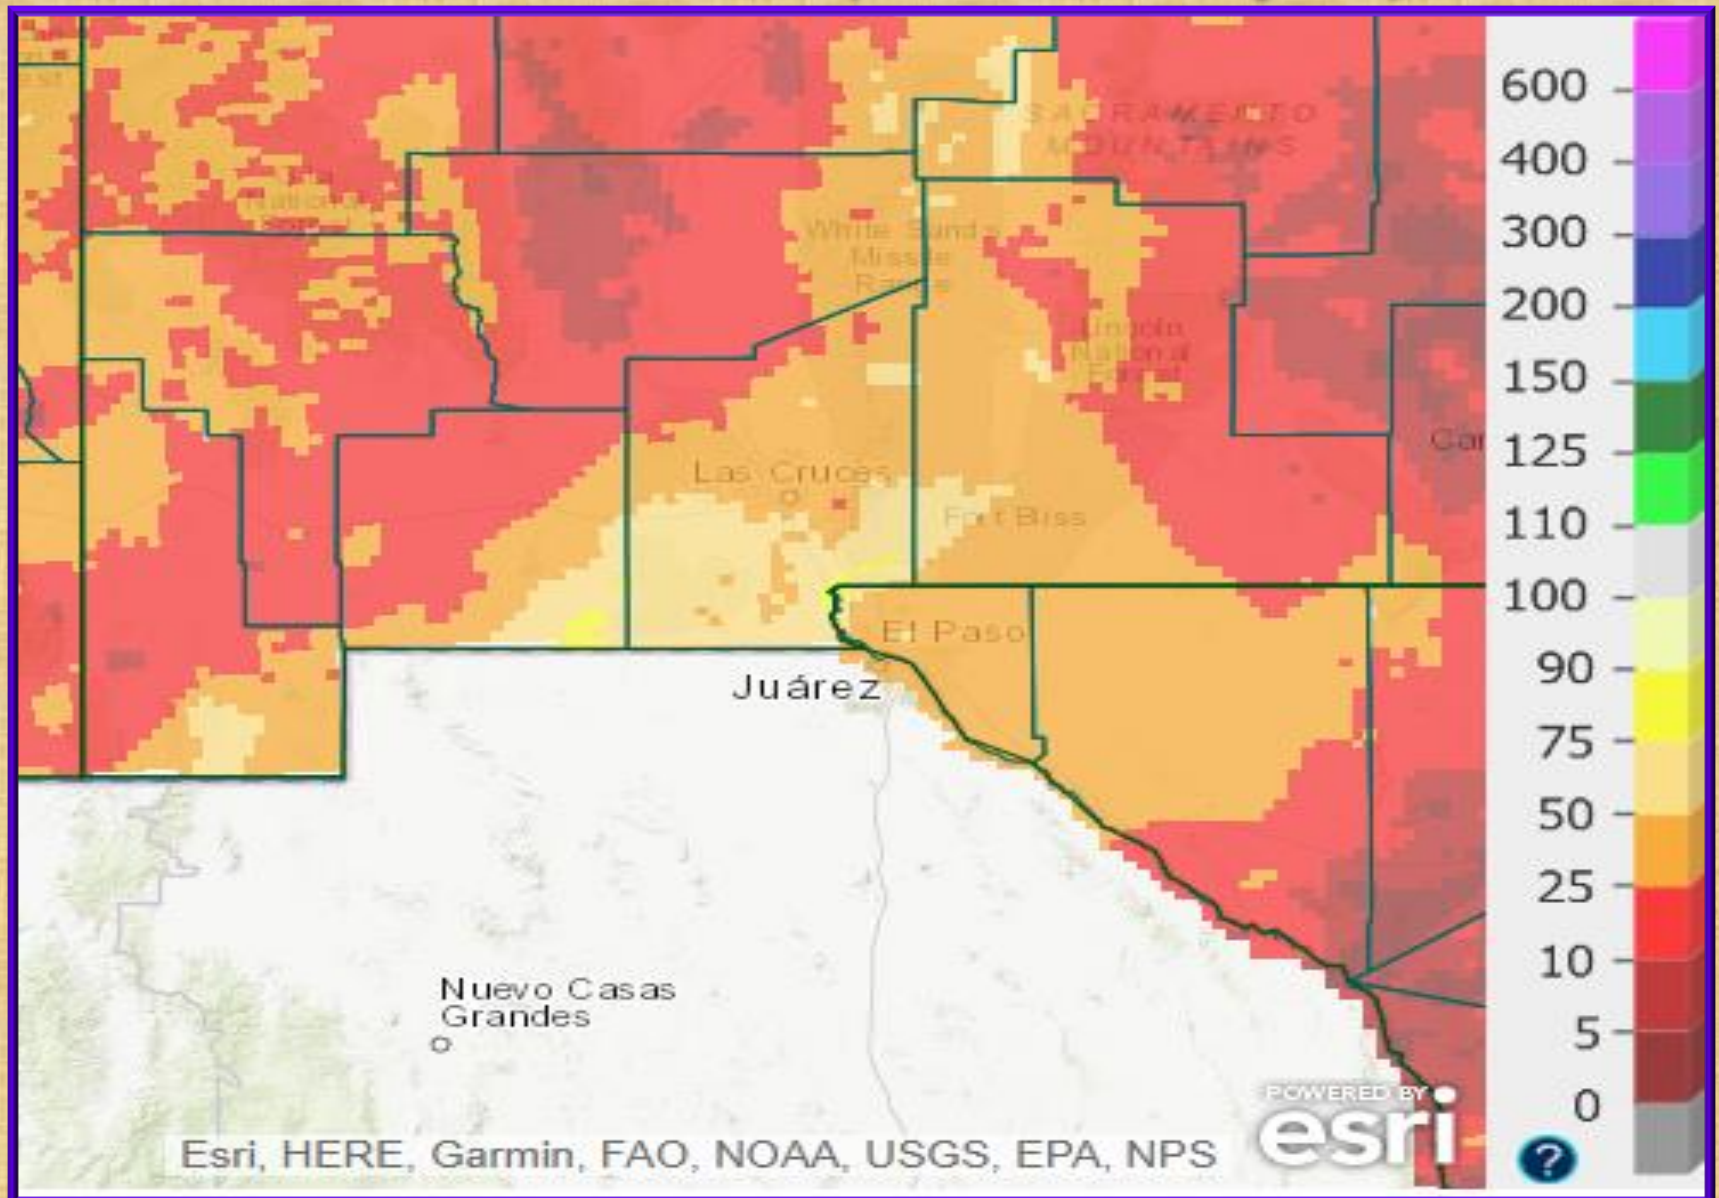 SACRAMENTO
MOUNTAINS
National
White Sands
Missile
Range
Lincoln
National
Forest
Las Cruces
Fort Bliss
El Paso
Juárez
Nuevo Casas
Grandes
Car
600
400
300
200
150
125
110
100
90
75
50
25
10
5
0
?
POWERED BY
esri
Esri, HERE, Garmin, FAO, NOAA, USGS, EPA, NPS